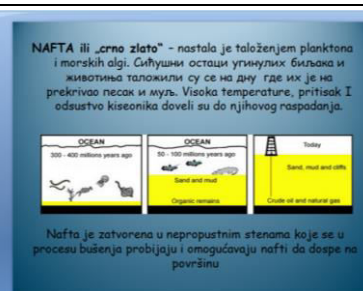 NAFTA ili „crno zlato“ - nastala je taloženjem planktona
i morskih algi. Сићушни остаци угинулих биљака и
животиња таложили су се на дну где их је на
prekrivao песак и муљ. Visoka temperature, pritisak I
odsustvo kiseonika doveli su do njihovog raspadanja.
OCEAN
300 - 400 millions years ago
OCEAN
50 - 100 millions years ago
Sand and mud
Organic remains
Today
Sand, mud and cliffs
Crude oil and natural gas
Nafta je zatvorena u nepropustnim stenama koje se u
procesu bušenja probijaju i omogućavaju nafti da dospe na
površinu